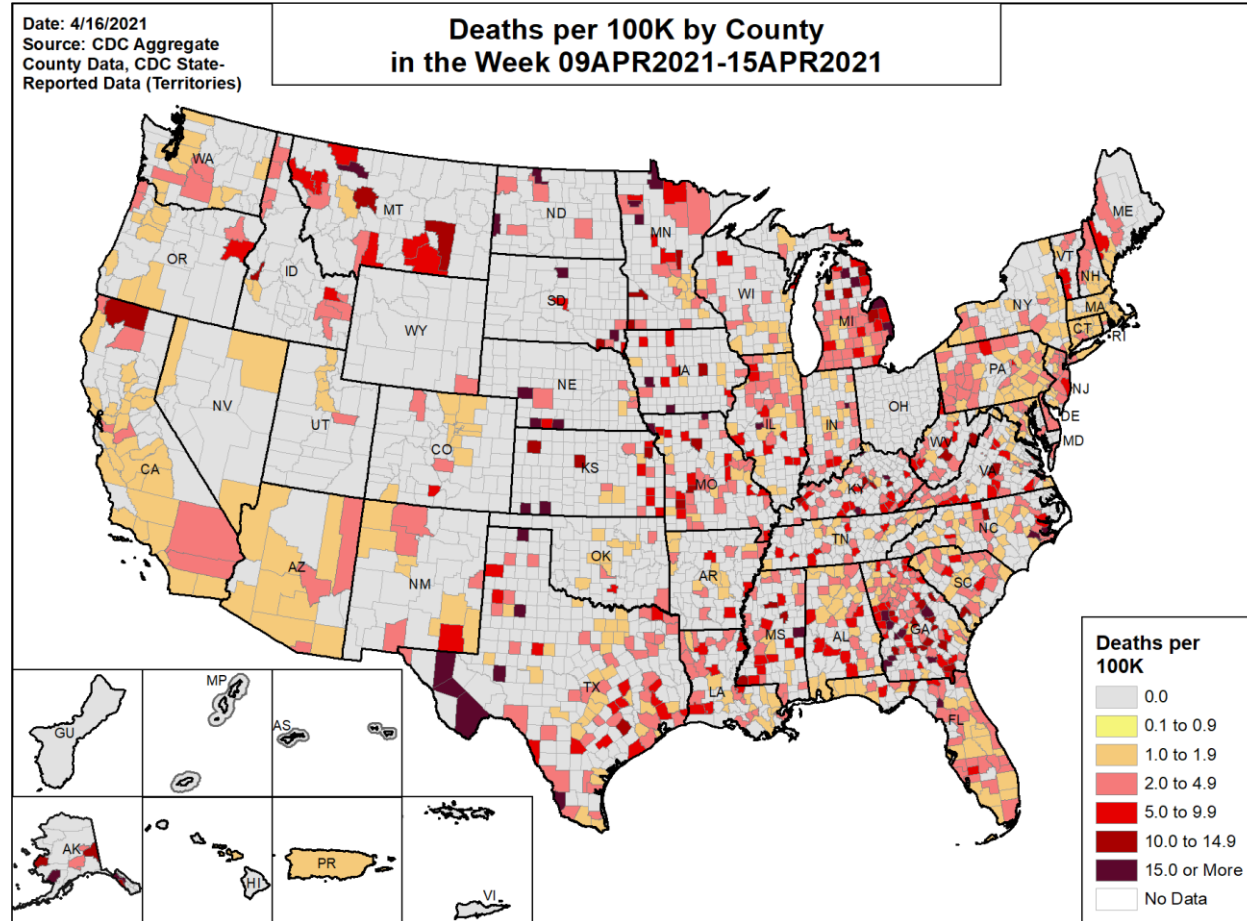 Date: 4/16/2021
Source: CDC Aggregate
County Data, CDC State-
Reported Data (Territories)
Deaths per 100K by County
in the Week 09APR2021-15APR2021
WA
MT
ND
MN
ME
OR
ID
SD
WI
MI
VT
NH
NY
MA
CT
RI
WY
IA
NE
PA
NJ
NV
UT
CO
IL
IN
OH
DE
MD
WV
VA
CA
KS
MO
KY
AZ
NM
OK
AR
TN
NC
SC
MS
AL
GA
TX
LA
FL
GU
MP
AS
AK
HI
PR
VI
Deaths per
100K
0.0
0.1 to 0.9
1.0 to 1.9
2.0 to 4.9
5.0 to 9.9
10.0 to 14.9
15.0 or More
No Data